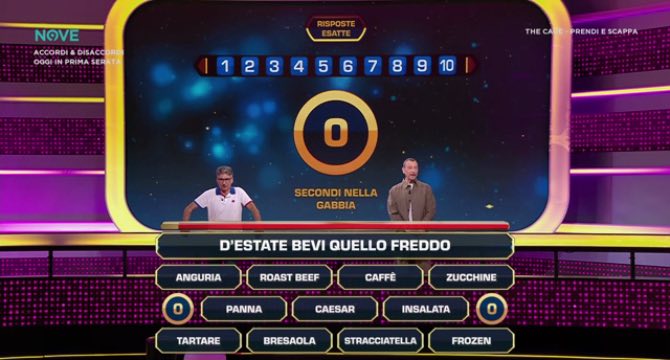 NOVE
ACCORDI & DISACCORDI
OGGI IN PRIMA SERATA
THE CAGE - PRENDI E SCAPPA
RISPOSTE
ESATTE
1 2 3 4 5 6 7 8 9 10
0
SECONDI NELLA
GABBIA
D'ESTATE BEVI QUELLO FREDDO
ANGURIA ROAST BEEF CAFFÈ ZUCCHINE
0 PANNA CAESAR INSALATA 0
TARTARE BRESAOLA STRACCIATELLA FROZEN